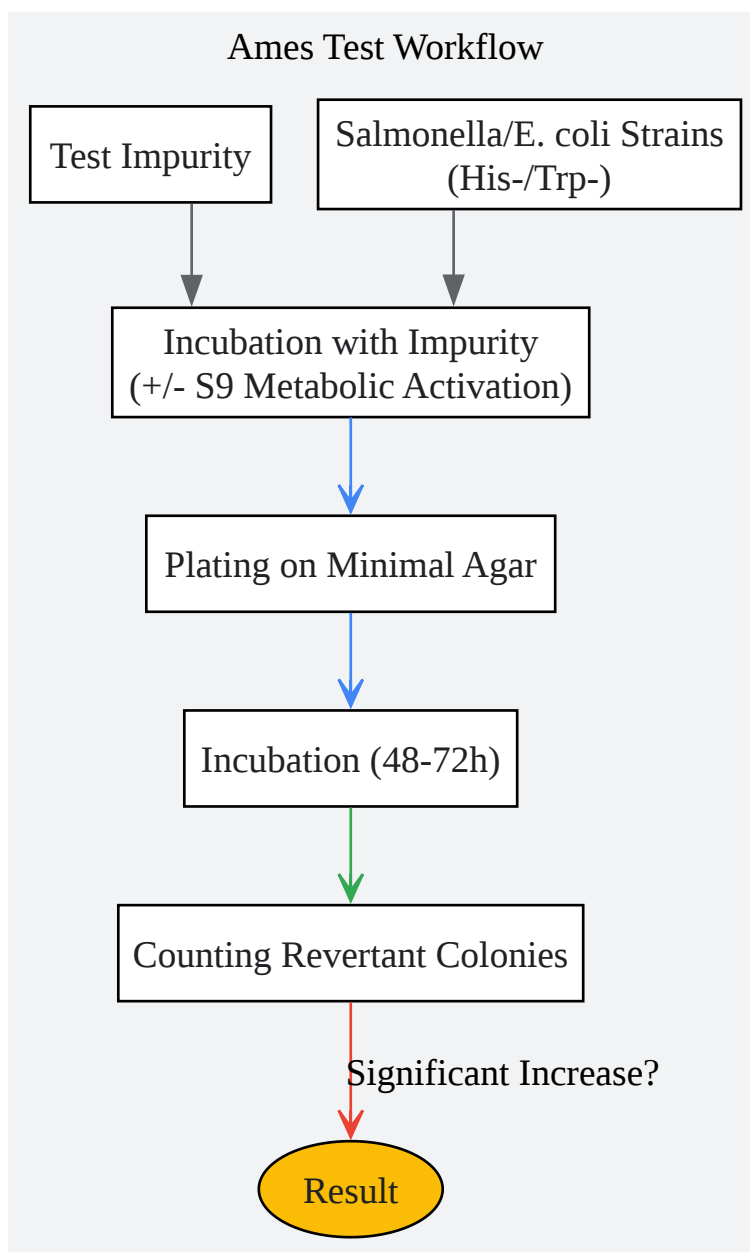 Ames Test Workflow
Test Impurity
Salmonella/E. coli Strains
(His-/Trp-)
Incubation with Impurity
(+/- S9 Metabolic Activation)
Plating on Minimal Agar
Incubation (48-72h)
Counting Revertant Colonies
Significant Increase?
Result